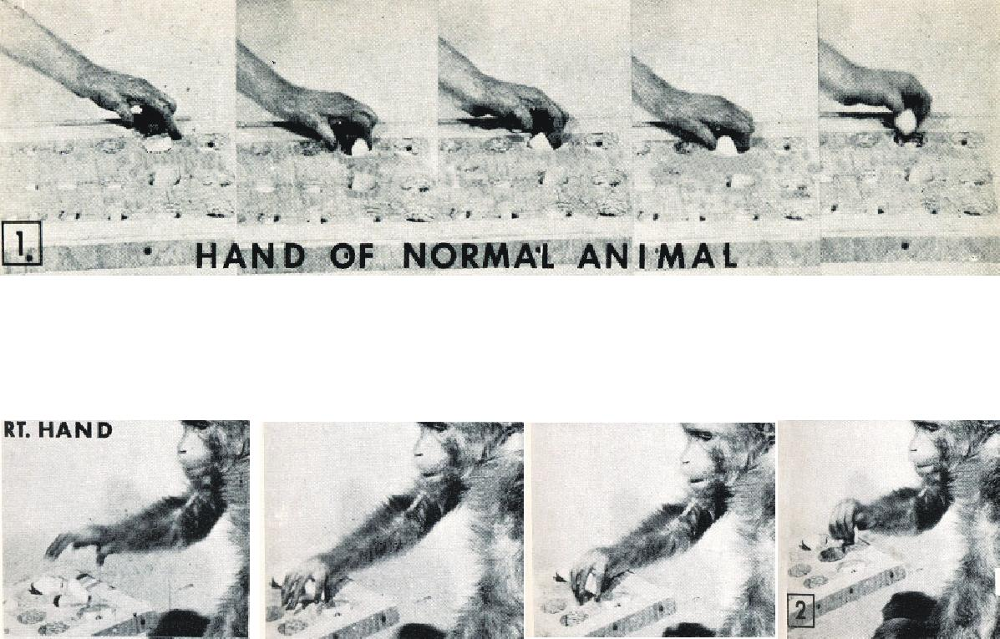 1.
HAND OF NORMAL ANIMAL
RT. HAND
2